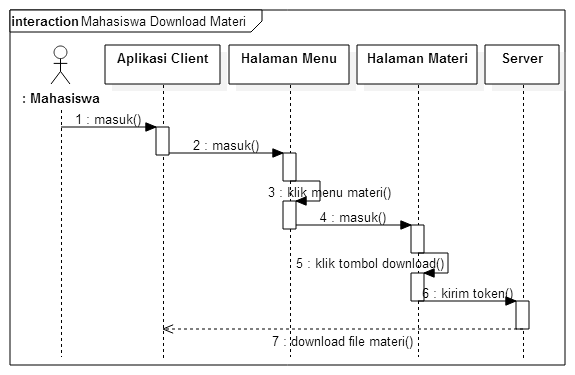 interaction Mahasiswa Download Materi
Aplikasi Client
Halaman Menu
Halaman Materi
Server
: Mahasiswa
1 : masuk()
2 : masuk()
3 : klik menu materi()
4 : masuk()
5 : klik tombol download()
6 : kirim token()
7 : download file materi()